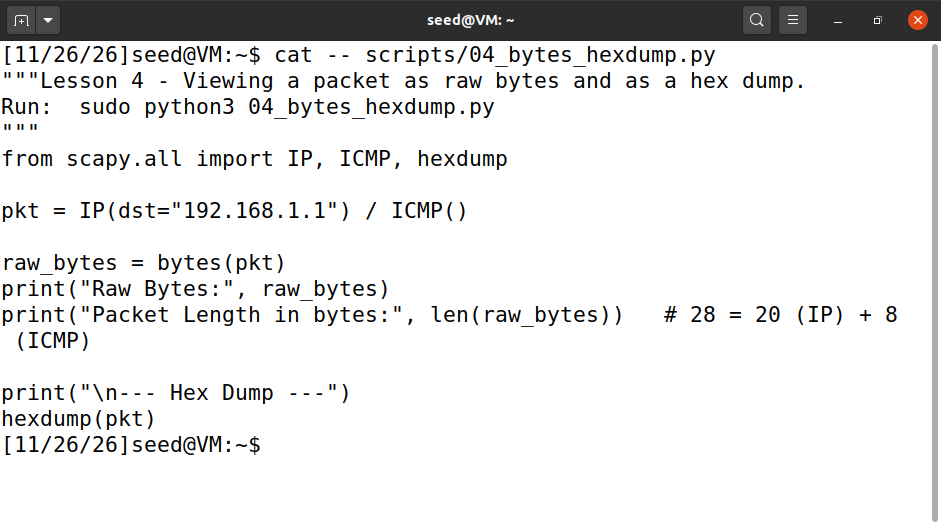 seed@VM: ~
[11/26/26]seed@VM:~$ cat -- scripts/04_bytes_hexdump.py
"""Lesson 4 - Viewing a packet as raw bytes and as a hex dump.
Run:  sudo python3 04_bytes_hexdump.py
"""
from scapy.all import IP, ICMP, hexdump

pkt = IP(dst="192.168.1.1") / ICMP()

raw_bytes = bytes(pkt)
print("Raw Bytes:", raw_bytes)
print("Packet Length in bytes:", len(raw_bytes))   # 28 = 20 (IP) + 8
 (ICMP)

print("\n--- Hex Dump ---")
hexdump(pkt)
[11/26/26]seed@VM:~$